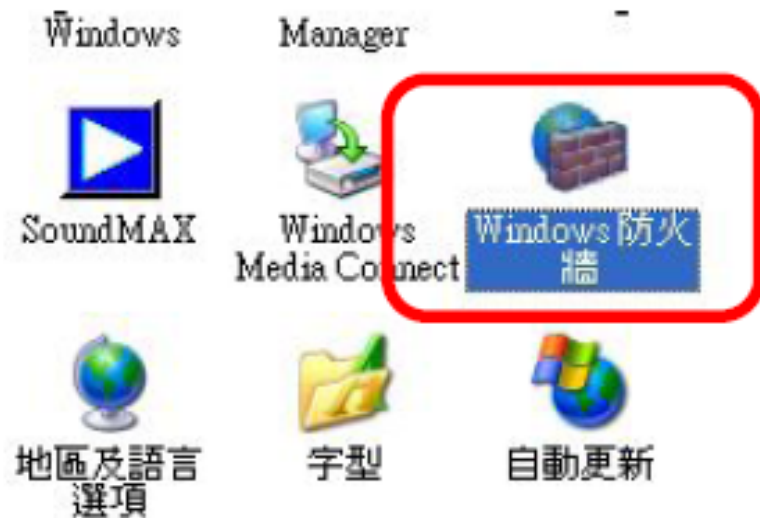 Windows
Manager
SoundMAX
Windows
Media Connect
Windows 防火
牆
地區及語言
選項
字型
自動更新